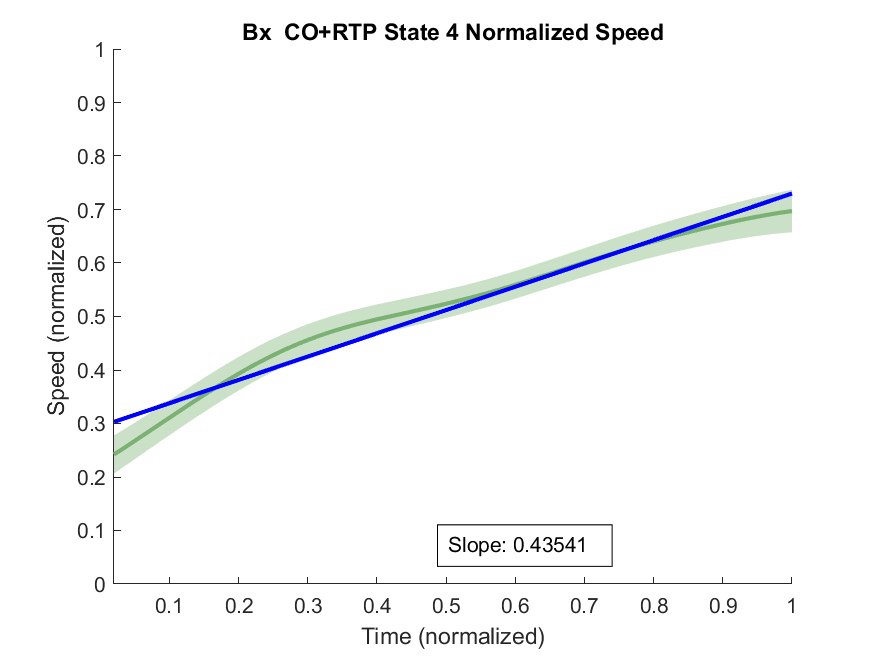 Bx  CO+RTP State 4 Normalized Speed
1
0.9
0.8
0.7
0.6
0.5
0.4
0.3
0.2
0.1
0
Speed (normalized)
Slope: 0.43541
0.1 0.2 0.3 0.4 0.5 0.6 0.7 0.8 0.9 1
Time (normalized)